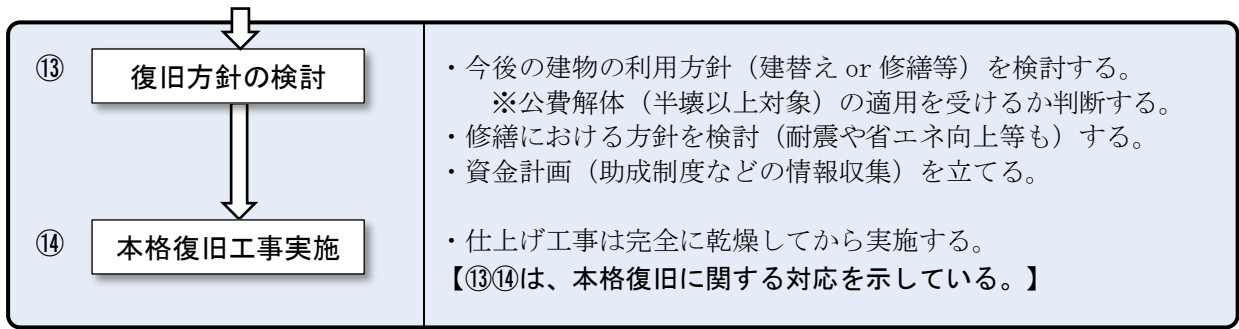 ⑬
復旧方針の検討
・今後の建物の利用方針（建替え or 修繕等）を検討する。
※公費解体（半壊以上対象）の適用を受けるか判断する。
・修繕における方針を検討（耐震や省エネ向上等も）する。
・資金計画（助成制度などの情報収集）を立てる。
⑭
本格復旧工事実施
・仕上げ工事は完全に乾燥してから実施する。
【⑬⑭は、本格復旧に関する対応を示している。】